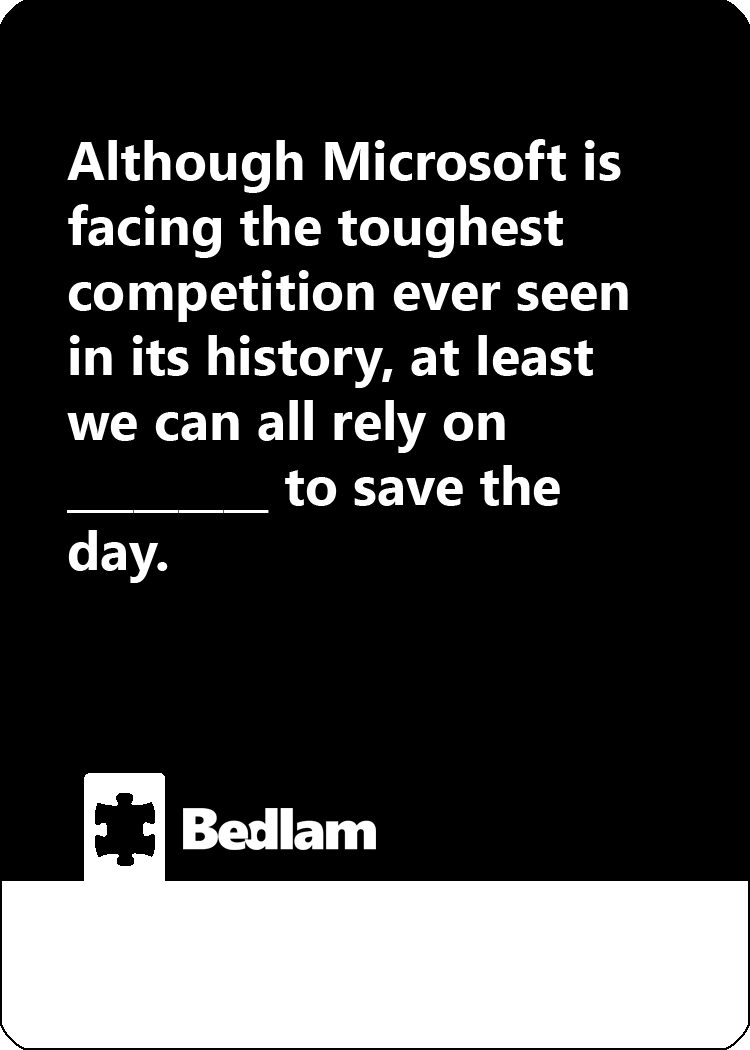 Although Microsoft is
facing the toughest
competition ever seen
in its history, at least
we can all rely on
_________ to save the
day.
Bedlam